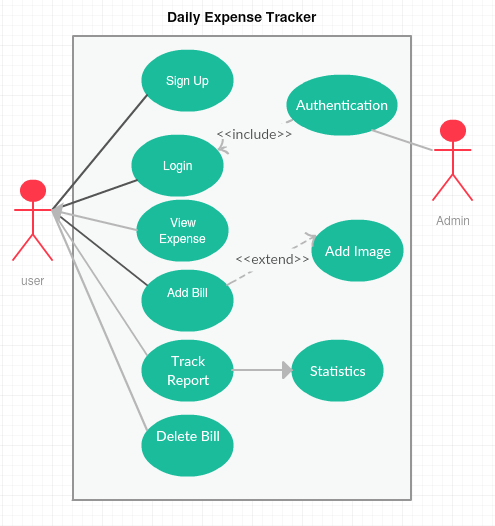 Daily Expense Tracker
Sign Up
Authentication
<<include>>
Login
Admin
View
Expense
Add Image
<<extend>>
user
Add Bill
Track
Report
Statistics
Delete Bill